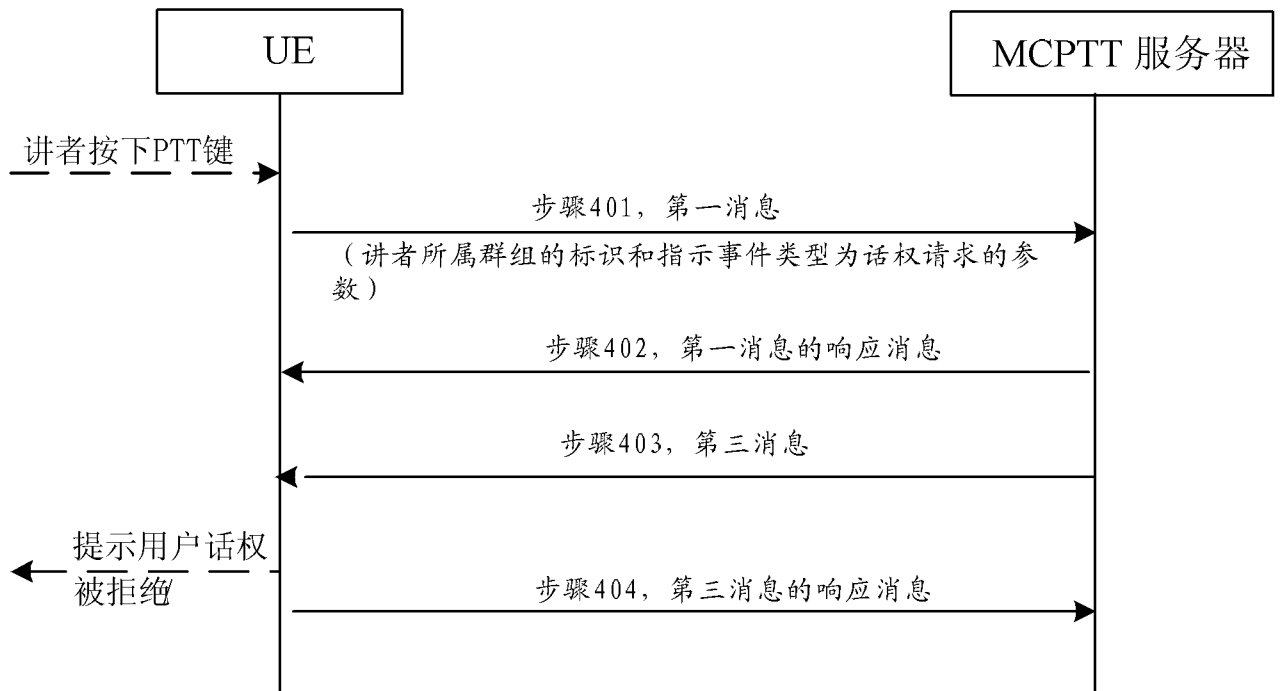 UE
MCPTT 服务器
讲者按下PTT键
步骤401，第一消息
（讲者所属群组的标识和指示事件类型为话权请求的参
数）
步骤402，第一消息的响应消息
步骤403，第三消息
提示用户话权
被拒绝/
步骤404，第三消息的响应消息